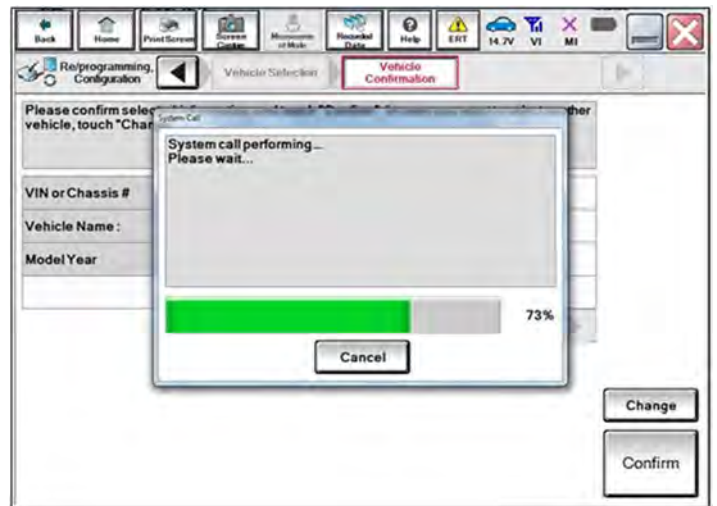 Back
Home
Print Screen
Screen
Capture
Measurement
Mode
Recorded
Data
Help
ERT
14.7V
VI
MI
Re/programming,
Configuration
Vehicle Selection
Vehicle
Confirmation
Please confirm
ther
vehicle, touch "Char
System Call
System call performing...
Please wait...
VIN or Chassis #
Vehicle Name :
Model Year
73%
Cancel
Change
Confirm